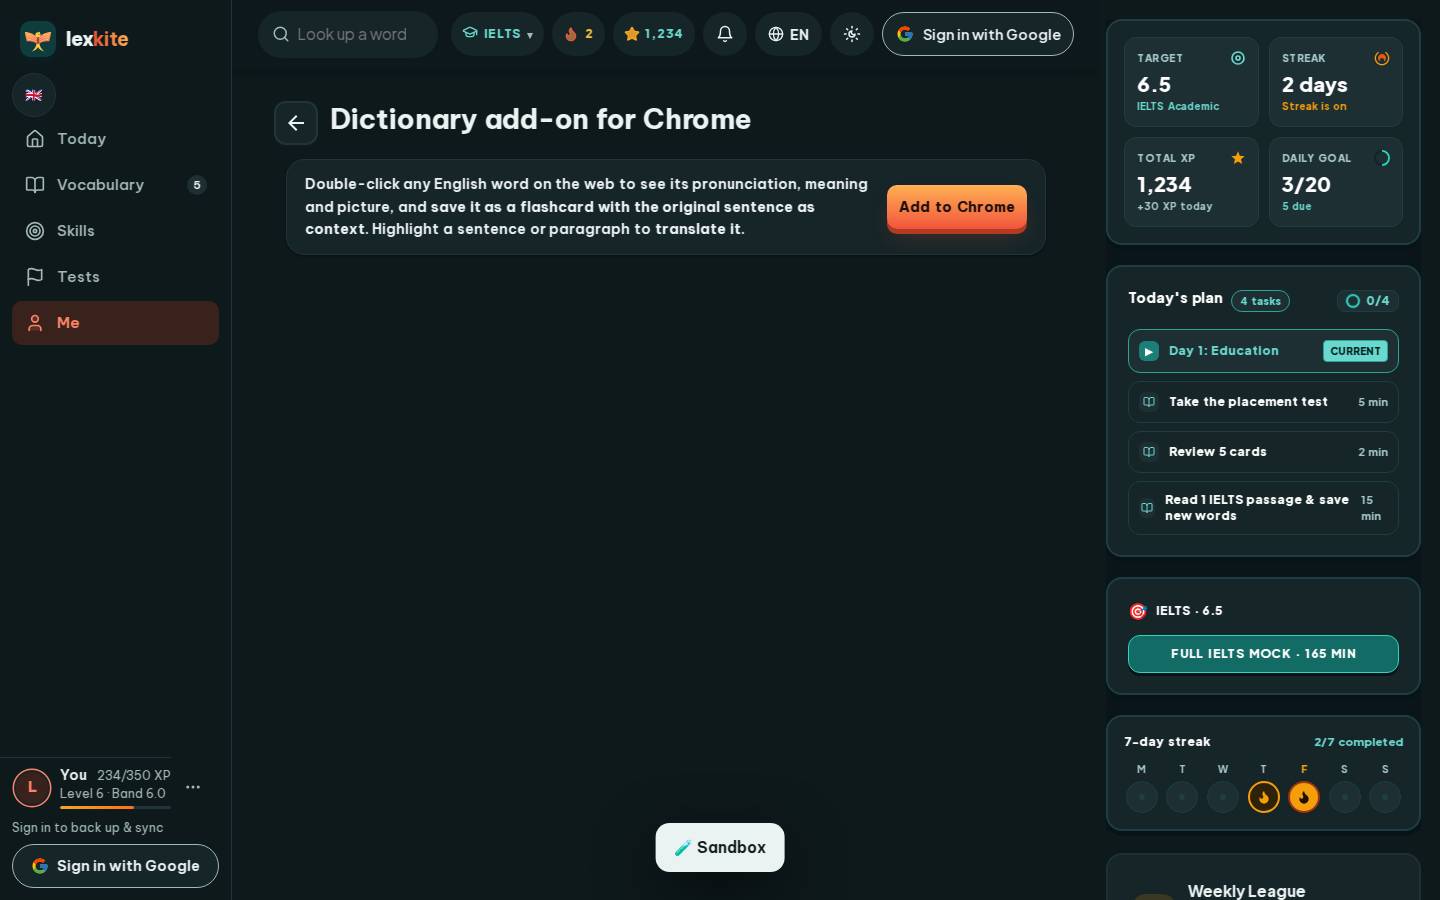 lexkite
Today
Vocabulary 5
Skills
Tests
Me
You 234/350 XP
Level 6 · Band 6.0
Sign in to back up & sync
Sign in with Google
Look up a word
IELTS ▾
2
1,234
EN
Sign in with Google
Dictionary add-on for Chrome
Double-click any English word on the web to see its pronunciation, meaning
and picture, and save it as a flashcard with the original sentence as
context. Highlight a sentence or paragraph to translate it.
Add to Chrome
Sandbox
TARGET
6.5
IELTS Academic
STREAK
2 days
Streak is on
TOTAL XP
1,234
+30 XP today
DAILY GOAL
3/20
5 due
Today's plan 4 tasks 0/4
Day 1: Education CURRENT
Take the placement test 5 min
Review 5 cards 2 min
Read 1 IELTS passage & save 15
new words min
IELTS · 6.5
FULL IELTS MOCK · 165 MIN
7-day streak 2/7 completed
M T W T F S S
Weekly League
L